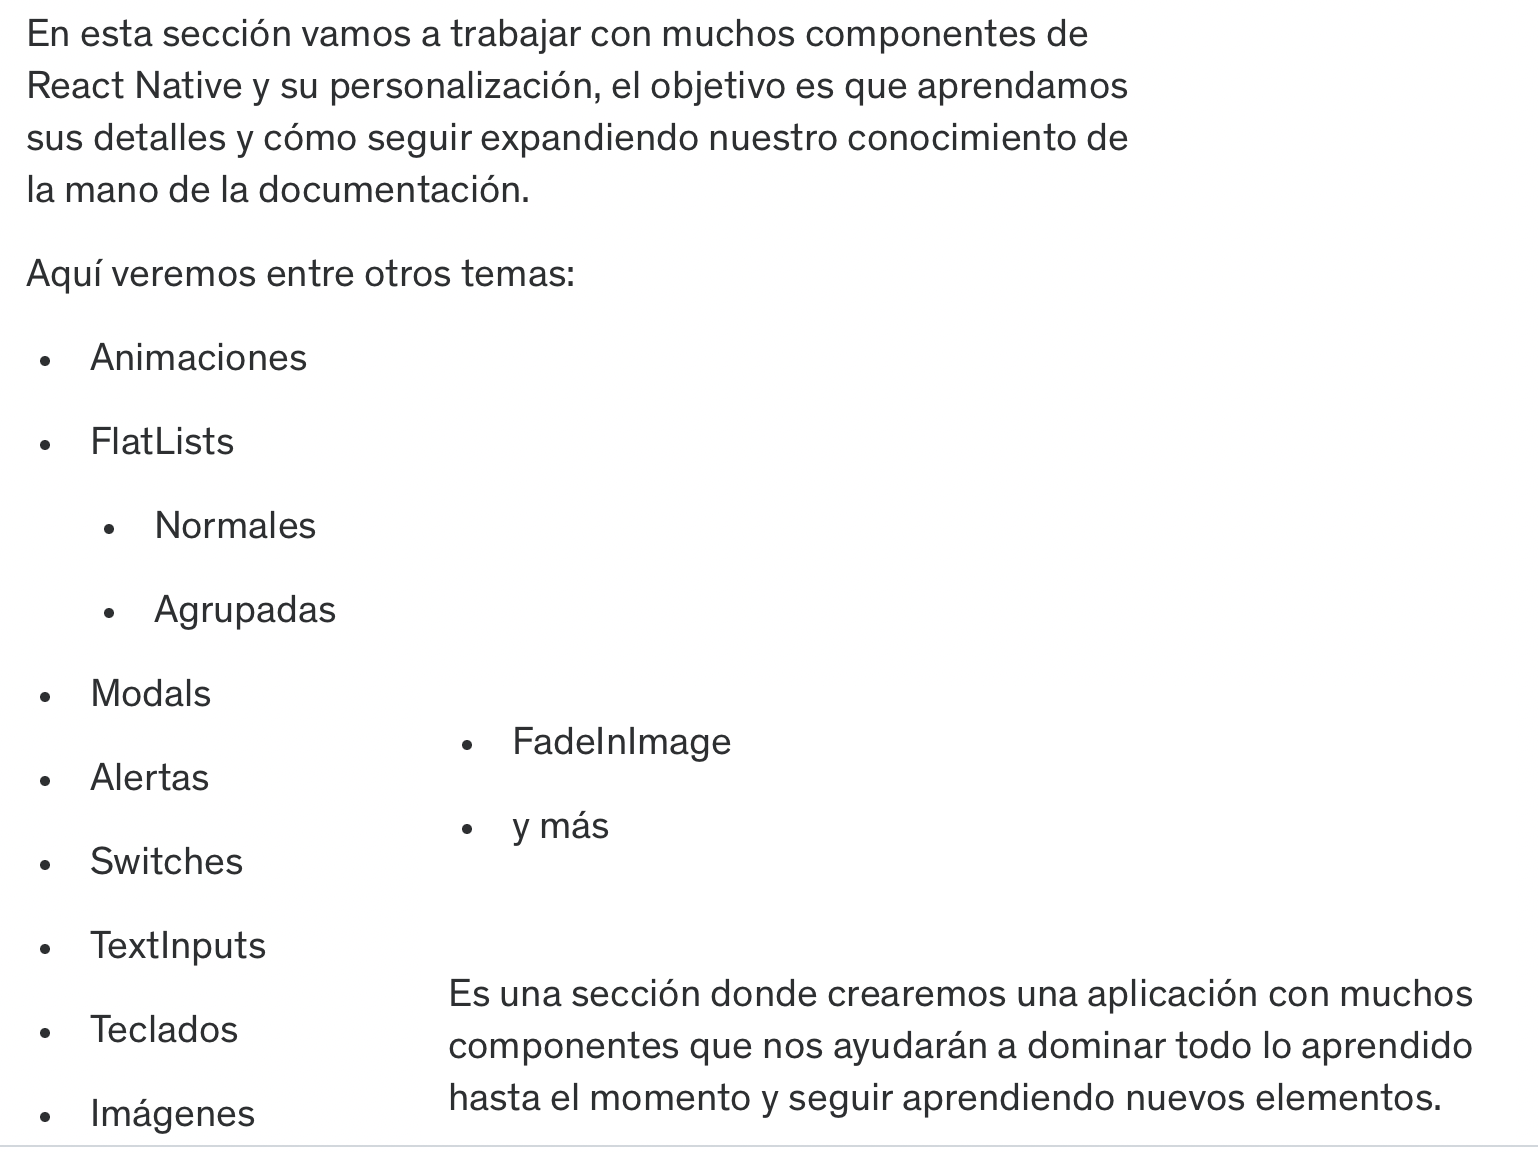 En esta sección vamos a trabajar con muchos componentes de
React Native y su personalización, el objetivo es que aprendamos
sus detalles y cómo seguir expandiendo nuestro conocimiento de
la mano de la documentación.
Aquí veremos entre otros temas:
• Animaciones
• FlatLists
• Normales
• Agrupadas
• Modals
• Alertas
• Switches
• TextInputs
• Teclados
• Imágenes
• FadeInImage
• y más
Es una sección donde crearemos una aplicación con muchos
componentes que nos ayudarán a dominar todo lo aprendido
hasta el momento y seguir aprendiendo nuevos elementos.